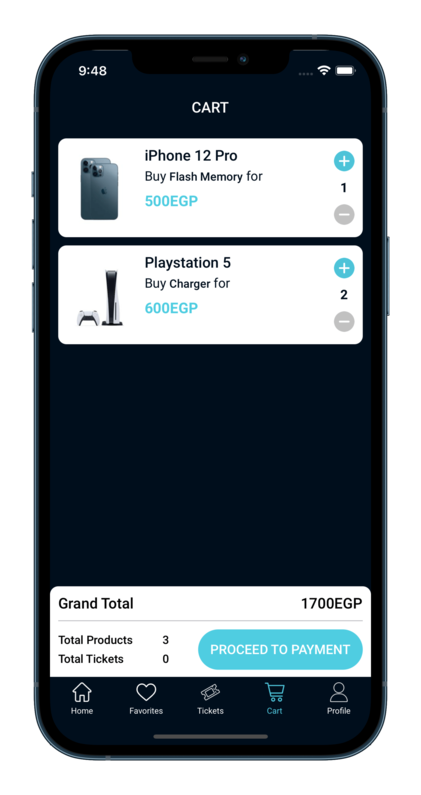 9:48
CART
iPhone 12 Pro
Buy Flash Memory for
500EGP
1
Playstation 5
Buy Charger for
600EGP
2
Grand Total 1700EGP
Total Products 3
Total Tickets 0
PROCEED TO PAYMENT
Home Favorites Tickets Cart Profile